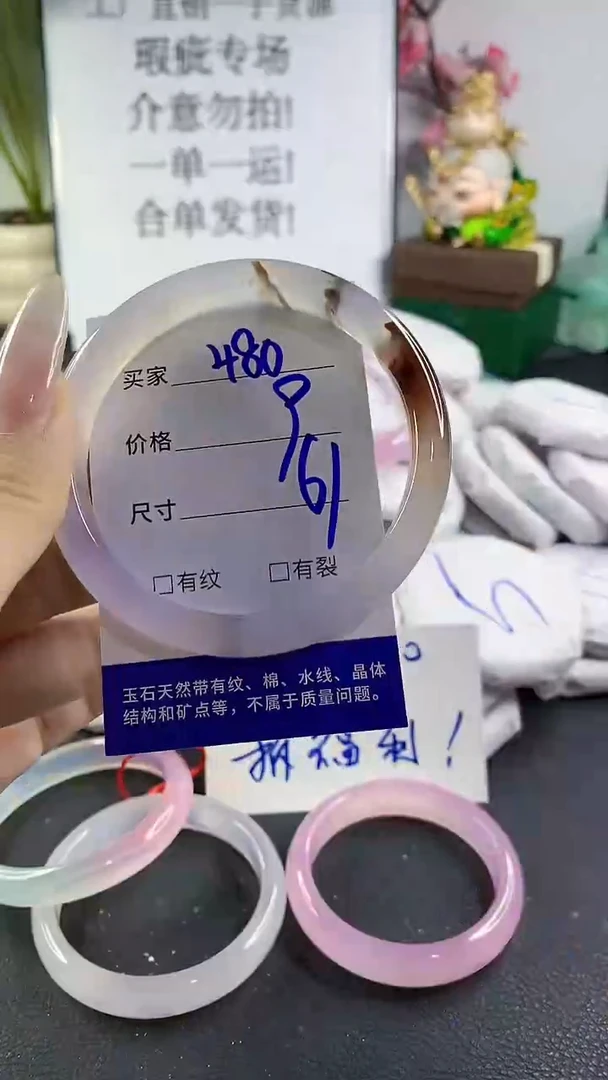 工厂直销一手货源
瑕疵专场
介意勿拍!
一单一运!
合单发货!
买家 480
价格 9
尺寸 61
□有纹 □有裂
玉石天然带有纹、棉、水线、晶体
结构和矿点等，不属于质量问题。
福利!